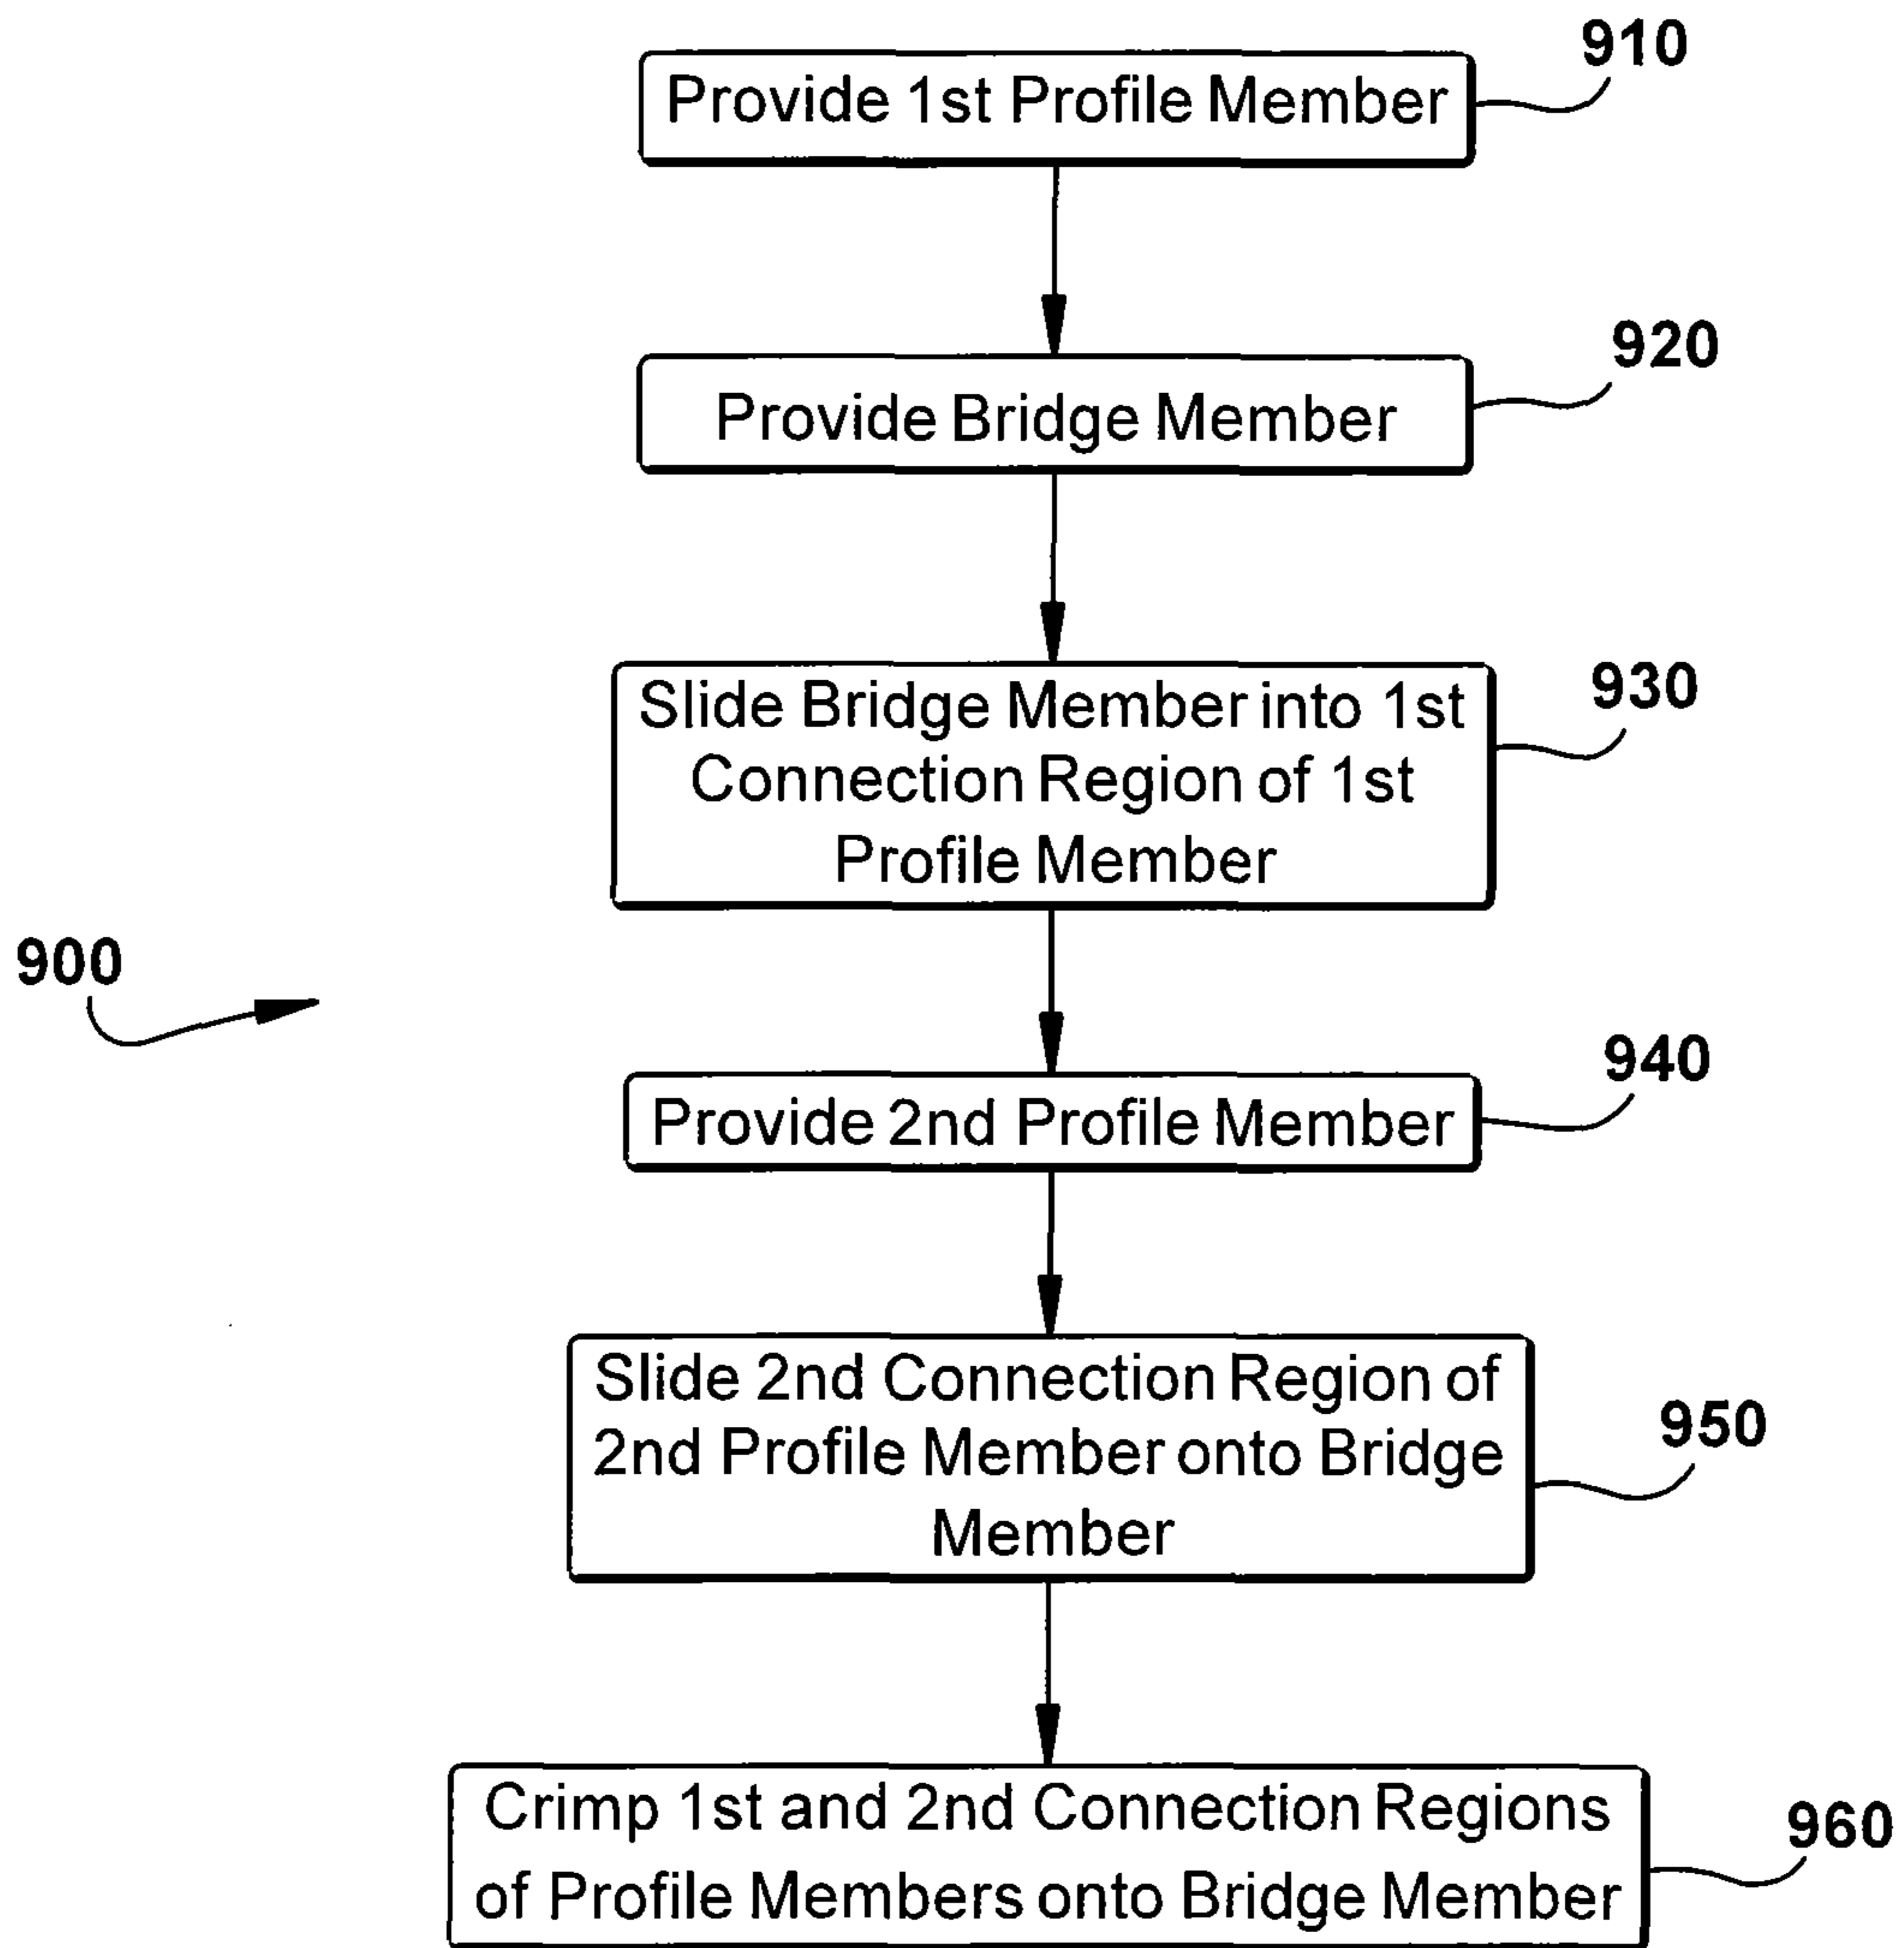 910
Provide 1st Profile Member
920
Provide Bridge Member
930
Slide Bridge Member into 1st
Connection Region of 1st
Profile Member
900
940
Provide 2nd Profile Member
950
Slide 2nd Connection Region of
2nd Profile Member onto Bridge
Member
960
Crimp 1st and 2nd Connection Regions
of Profile Members onto Bridge Member